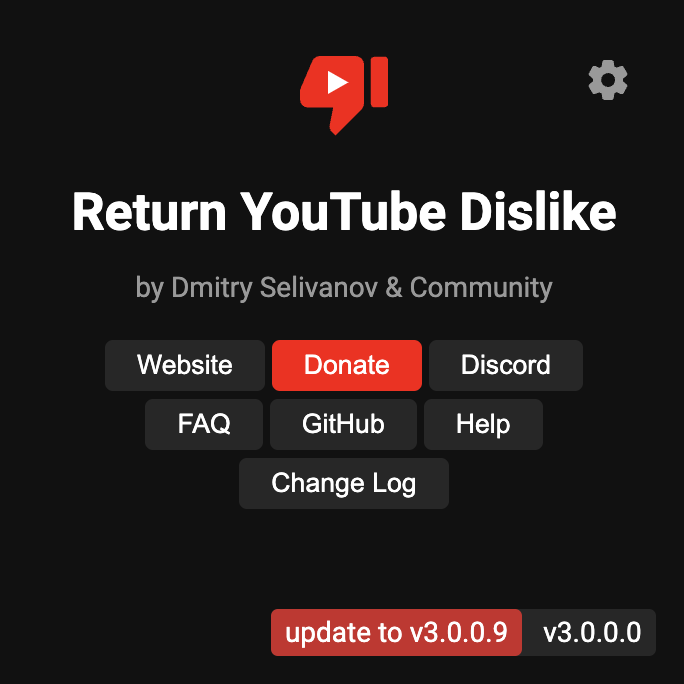 Return YouTube Dislike
by Dmitry Selivanov & Community
Website Donate Discord
FAQ GitHub Help
Change Log
update to v3.0.0.9 v3.0.0.0